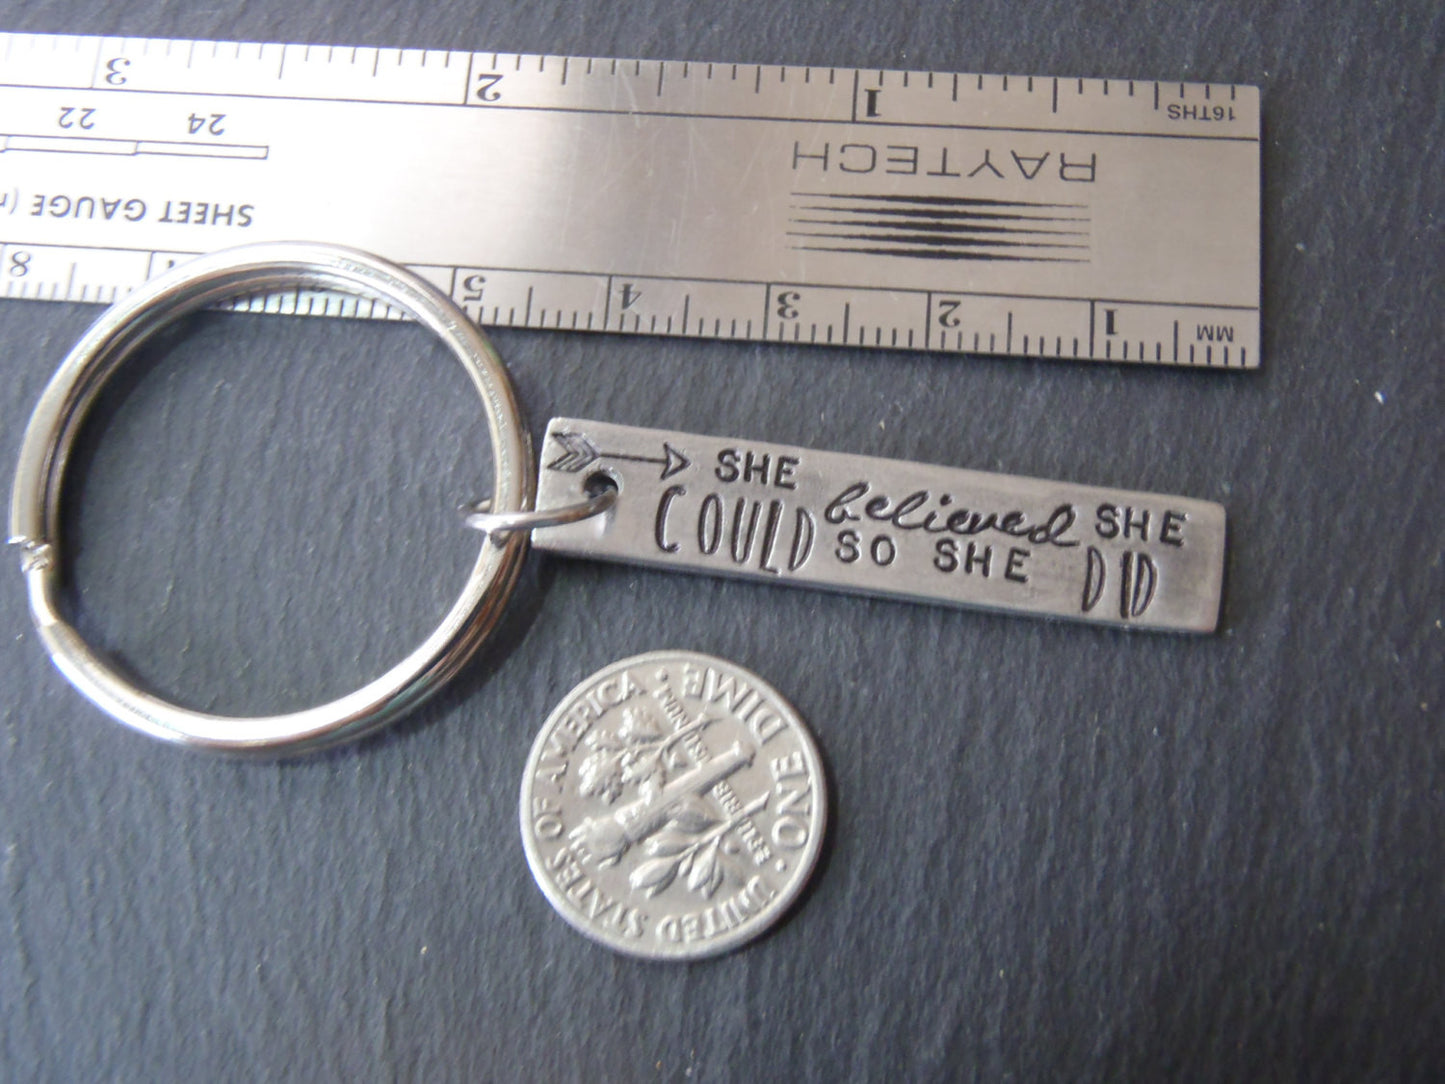 3 2 1 16THS
22 24
RAYTECH
SHEET GAUGE
8 5 4 3 2 1 MM
SHE believed SHE
COULD SO SHE DID
UNITED STATES OF AMERICA · ONE DIME ·